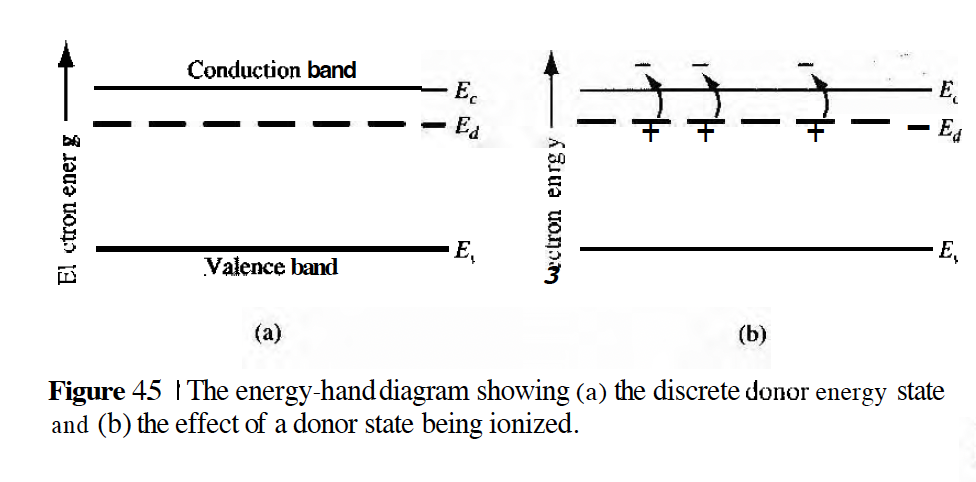 Conduction band
E_c
E_d
E_v
Valence band
El ctron ener g
(a)
E_c
E_d
E_v
ectron enrgy
(b)
Figure 45 | The energy-hand diagram showing (a) the discrete donor energy state
and (b) the effect of a donor state being ionized.